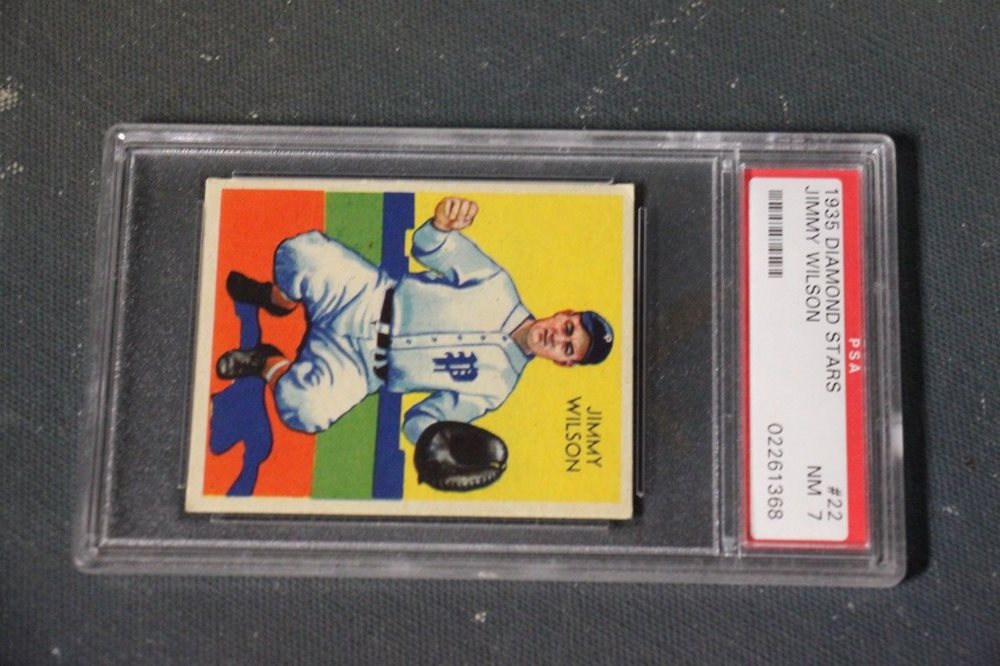 PSA
1935 DIAMOND STARS #22
JIMMY WILSON NM 7
02261368
JIMMY
WILSON
P
P